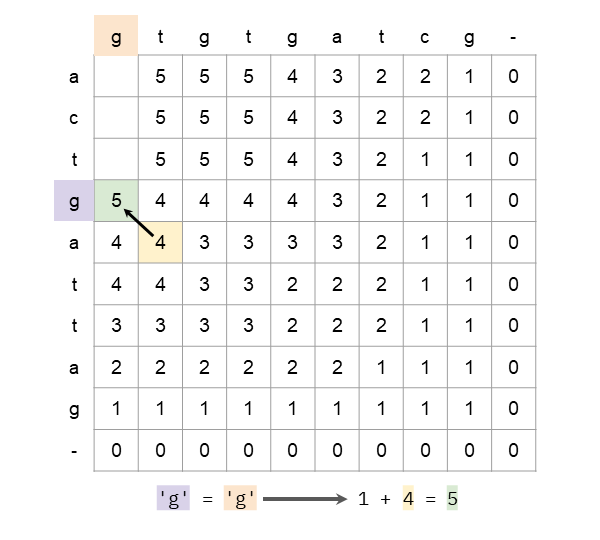 g t g t g a t c g -
a 5 5 5 4 3 2 2 1 0
c 5 5 5 4 3 2 2 1 0
t 5 5 5 4 3 2 1 1 0
g 5 4 4 4 4 3 2 1 1 0
a 4 4 3 3 3 3 2 1 1 0
t 4 4 3 3 2 2 2 1 1 0
t 3 3 3 3 2 2 2 1 1 0
a 2 2 2 2 2 2 1 1 1 0
g 1 1 1 1 1 1 1 1 1 0
- 0 0 0 0 0 0 0 0 0 0
'g' = 'g' 1 + 4 = 5